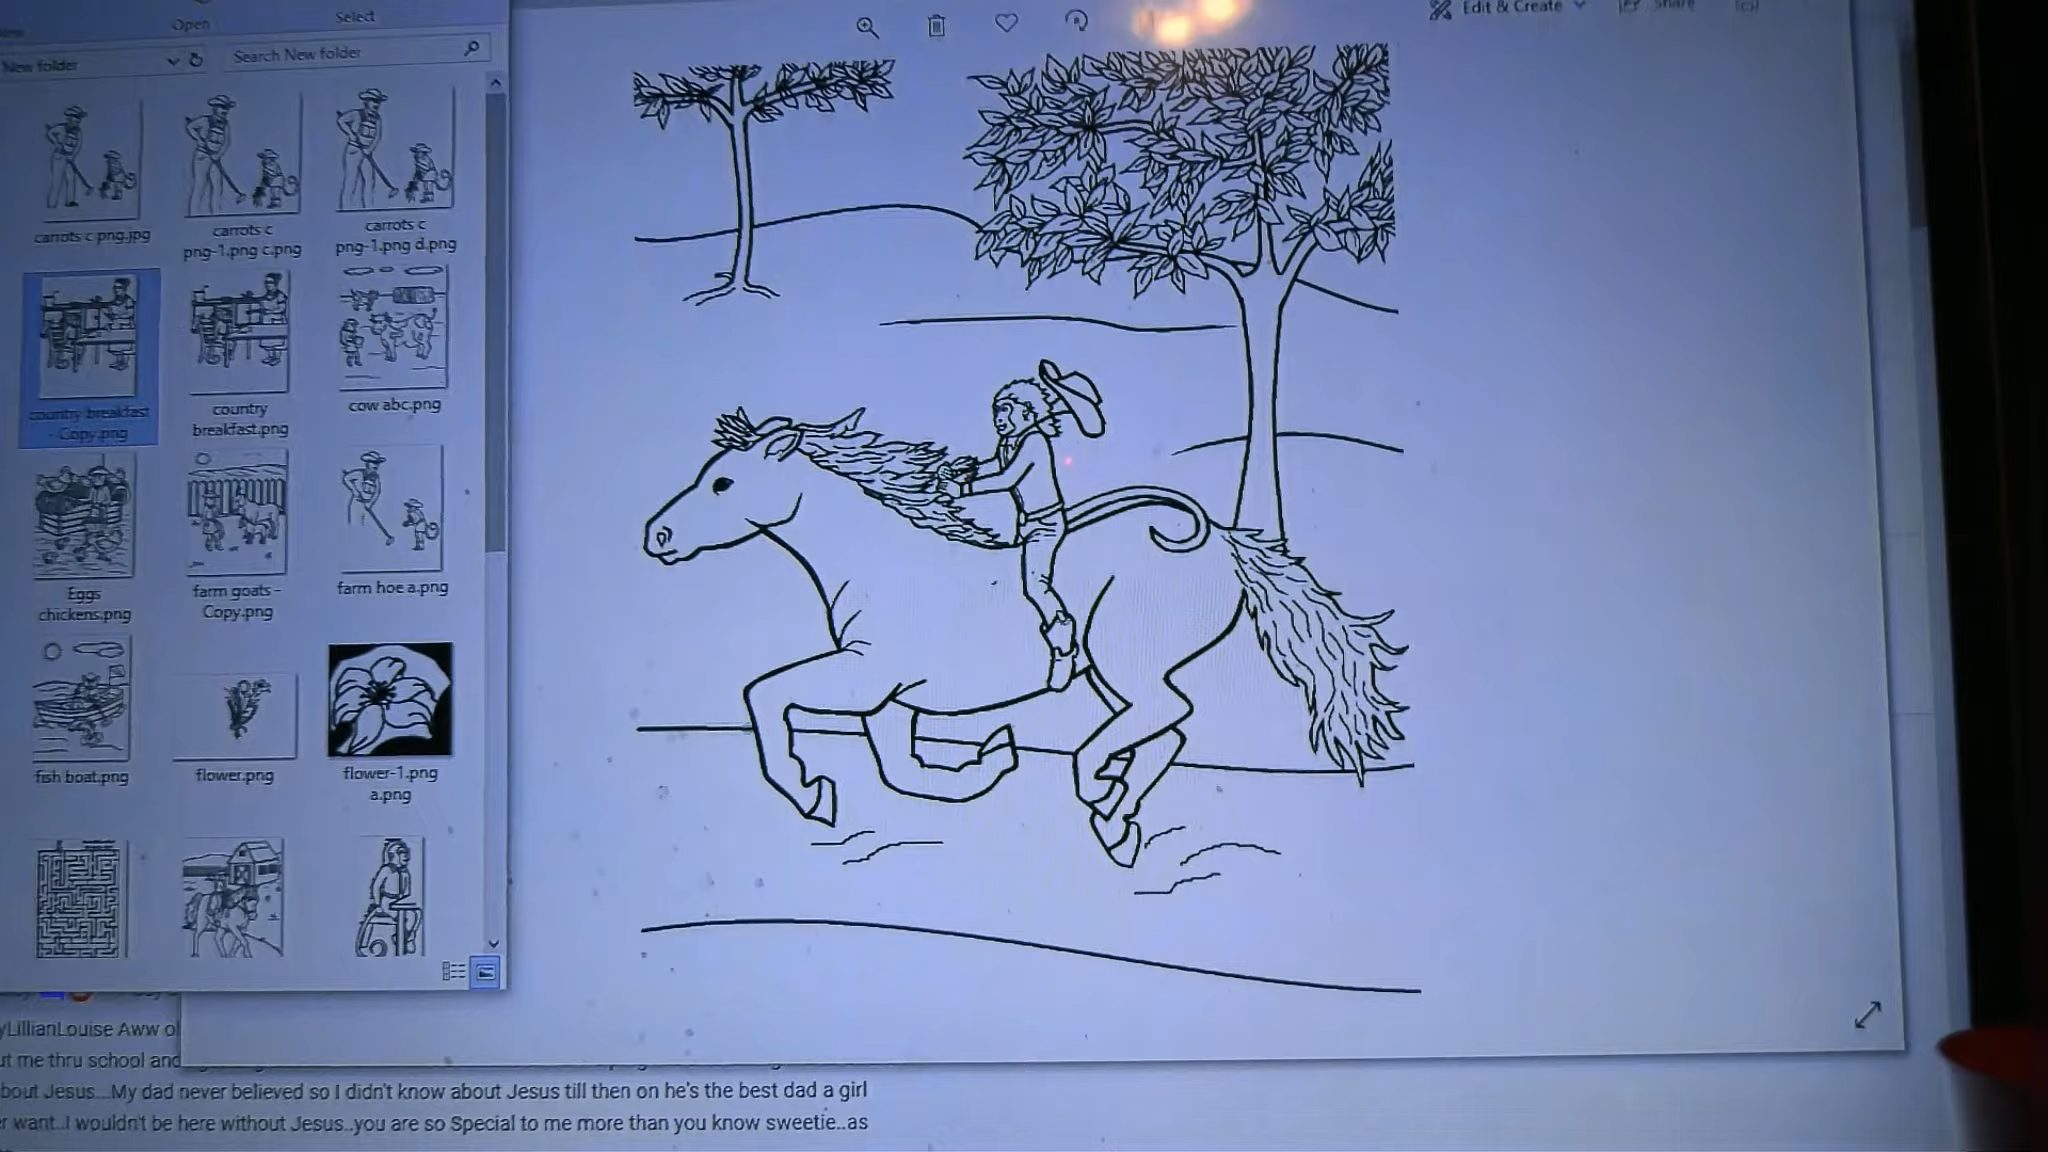 Open
Select
Edit & Create
Share
New folder
Search New folder
carrots c png.jpg
carrots c
png-1.png c.png
carrots c
png-1.png d.png
country breakfast
- Copy.png
country
breakfast.png
cow abc.png
Eggs
chickens.png
farm goats -
Copy.png
farm hoe a.png
fish boat.png
flower.png
flower-1.png
a.png
yLillianLouise Aww ol
ut me thru school and
bout Jesus...My dad never believed so I didn't know about Jesus till then on he's the best dad a girl
r want..I wouldn't be here without Jesus..you are so Special to me more than you know sweetie..as